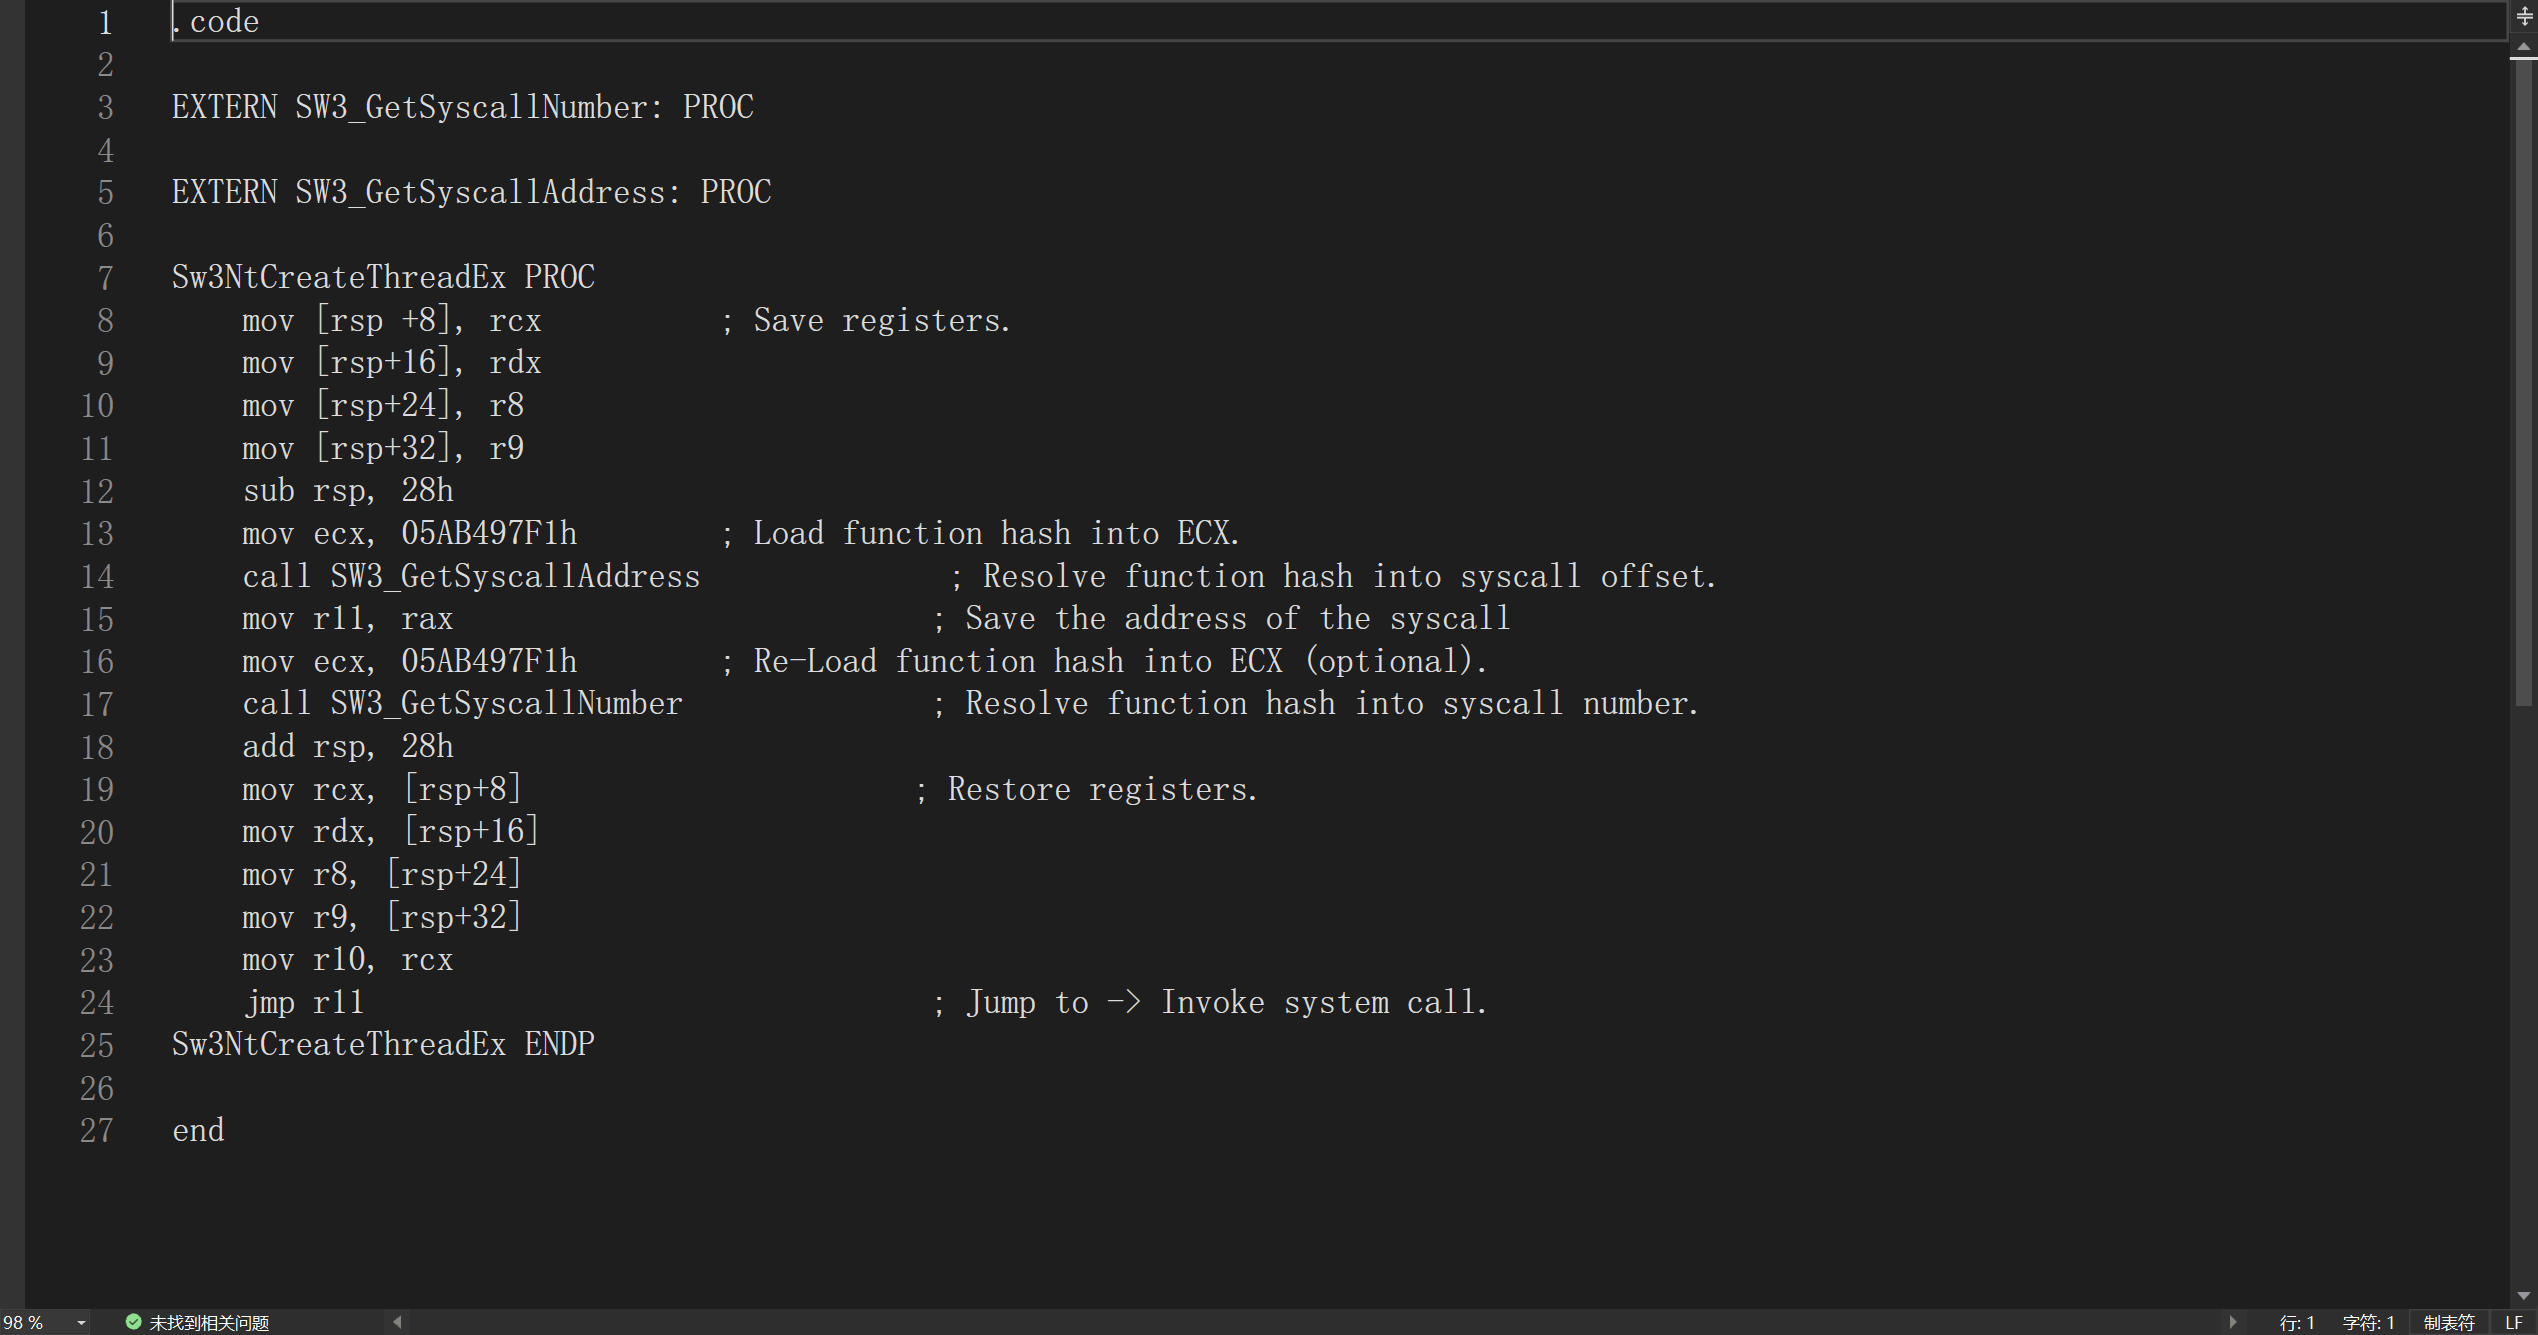 1 .code
2
3 EXTERN SW3_GetSyscallNumber: PROC
4
5 EXTERN SW3_GetSyscallAddress: PROC
6
7 Sw3NtCreateThreadEx PROC
8 mov [rsp +8], rcx ; Save registers.
9 mov [rsp+16], rdx
10 mov [rsp+24], r8
11 mov [rsp+32], r9
12 sub rsp, 28h
13 mov ecx, 05AB497F1h ; Load function hash into ECX.
14 call SW3_GetSyscallAddress ; Resolve function hash into syscall offset.
15 mov r11, rax ; Save the address of the syscall
16 mov ecx, 05AB497F1h ; Re-Load function hash into ECX (optional).
17 call SW3_GetSyscallNumber ; Resolve function hash into syscall number.
18 add rsp, 28h
19 mov rcx, [rsp+8] ; Restore registers.
20 mov rdx, [rsp+16]
21 mov r8, [rsp+24]
22 mov r9, [rsp+32]
23 mov r10, rcx
24 jmp r11 ; Jump to -> Invoke system call.
25 Sw3NtCreateThreadEx ENDP
26
27 end
98 % 未找到相关问题 行: 1 字符: 1 制表符 LF